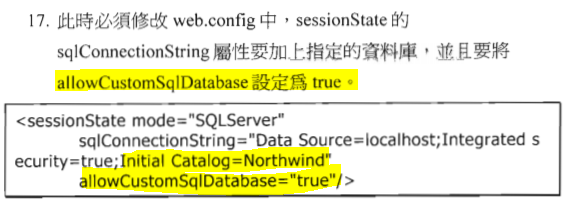 17. 此時必須修改 web.config 中，sessionState 的
sqlConnectionString 屬性要加上指定的資料庫，並且要將
allowCustomSqlDatabase 設定為 true。
<sessionState mode="SQLServer"
sqlConnectionString="Data Source=localhost;Integrated s
ecurity=true;Initial Catalog=Northwind"
allowCustomSqlDatabase="true"/>